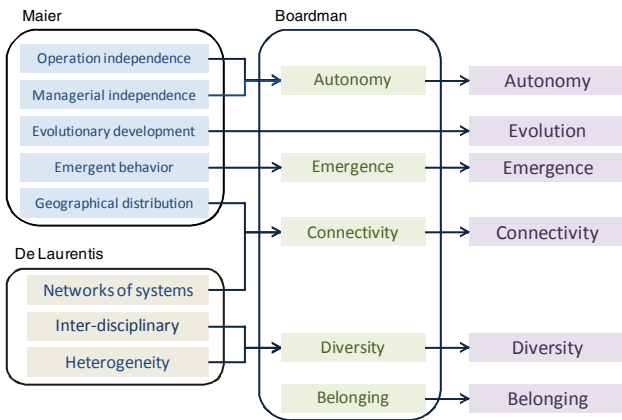 Maier
Boardman
Operation independence
Managerial independence
Evolutionary development
Emergent behavior
Geographical distribution
De Laurentis
Networks of systems
Inter-disciplinary
Heterogeneity
Autonomy
Emergence
Connectivity
Diversity
Belonging
Autonomy
Evolution
Emergence
Connectivity
Diversity
Belonging